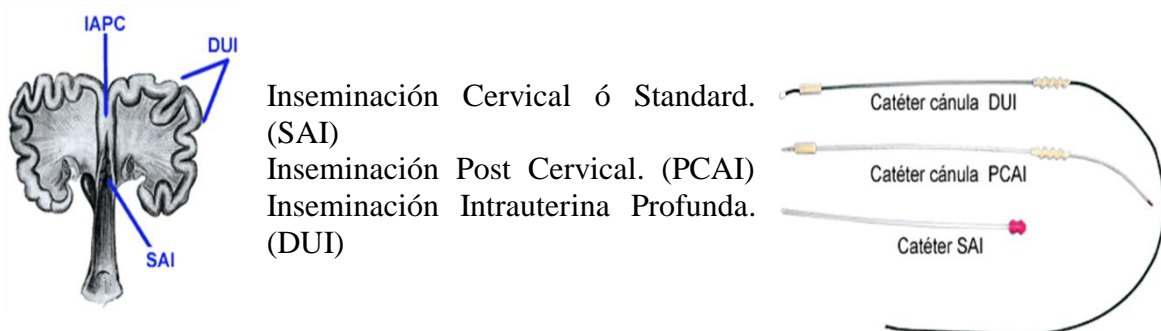 IAPC
DUI
SAI
Inseminación Cervical ó Standard.
(SAI)
Inseminación Post Cervical. (PCAI)
Inseminación Intrauterina Profunda.
(DUI)
Catéter cánula DUI
Catéter cánula PCAI
Catéter SAI